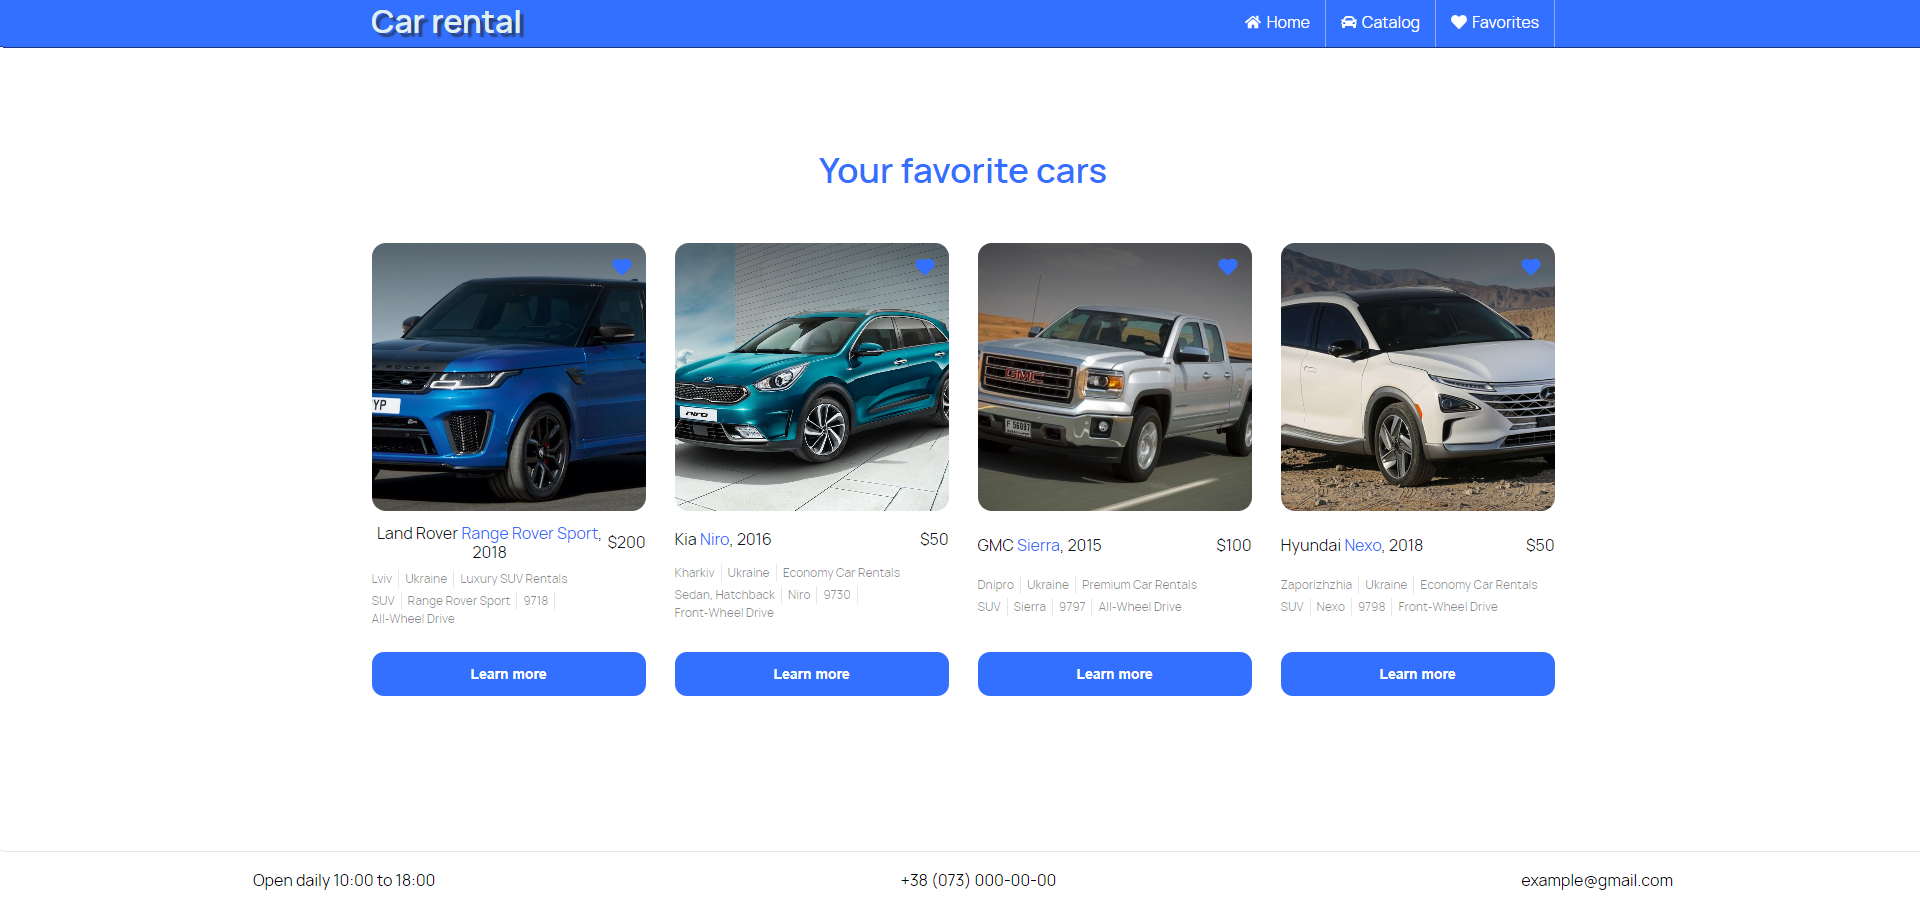 Car rental
Home
Catalog
Favorites
Your favorite cars
YP
NIRO
GMC
F 56097
Land Rover Range Rover Sport,
2018
$200
Lviv
Ukraine
Luxury SUV Rentals
SUV
Range Rover Sport
9718
All-Wheel Drive
Learn more
Kia Niro, 2016
$50
Kharkiv
Ukraine
Economy Car Rentals
Sedan, Hatchback
Niro
9730
Front-Wheel Drive
Learn more
GMC Sierra, 2015
$100
Dnipro
Ukraine
Premium Car Rentals
SUV
Sierra
9797
All-Wheel Drive
Learn more
Hyundai Nexo, 2018
$50
Zaporizhzhia
Ukraine
Economy Car Rentals
SUV
Nexo
9798
Front-Wheel Drive
Learn more
Open daily 10:00 to 18:00
+38 (073) 000-00-00
example@gmail.com